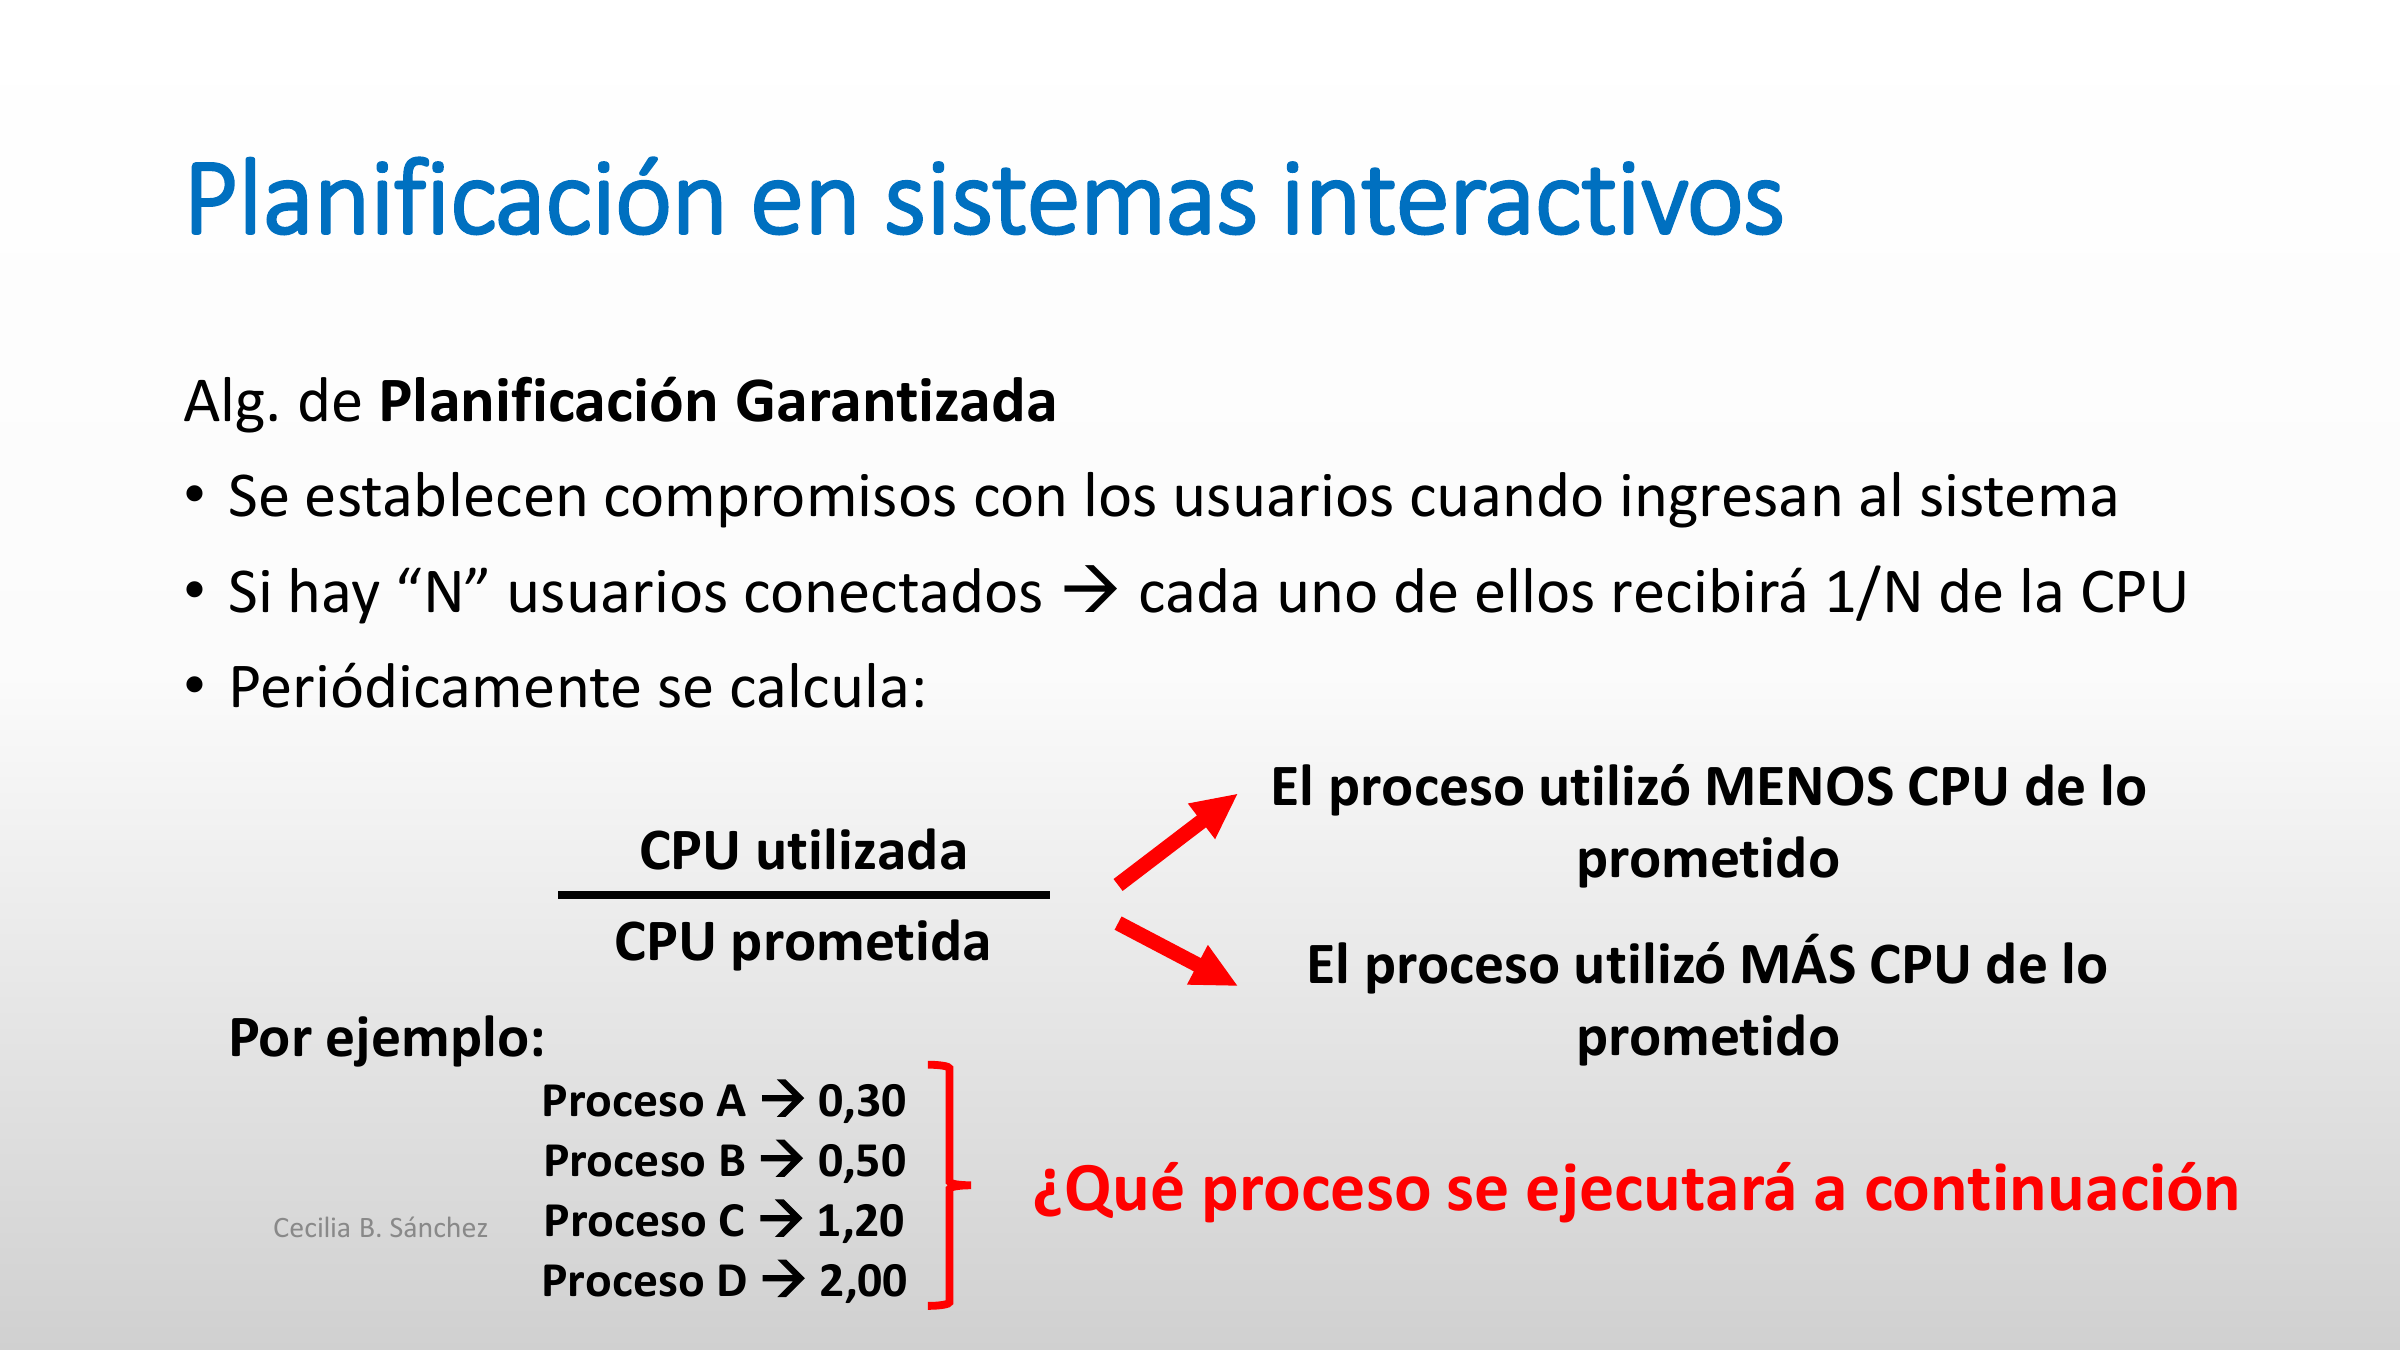 Planificación en sistemas interactivos
Alg. de Planificación Garantizada
• Se establecen compromisos con los usuarios cuando ingresan al sistema
• Si hay “N” usuarios conectados → cada uno de ellos recibirá 1/N de la CPU
• Periódicamente se calcula:
CPU utilizada
CPU prometida
El proceso utilizó MENOS CPU de lo
prometido
El proceso utilizó MÁS CPU de lo
prometido
Por ejemplo:
Proceso A → 0,30
Proceso B → 0,50
Proceso C → 1,20
Proceso D → 2,00
¿Qué proceso se ejecutará a continuación
Cecilia B. Sánchez